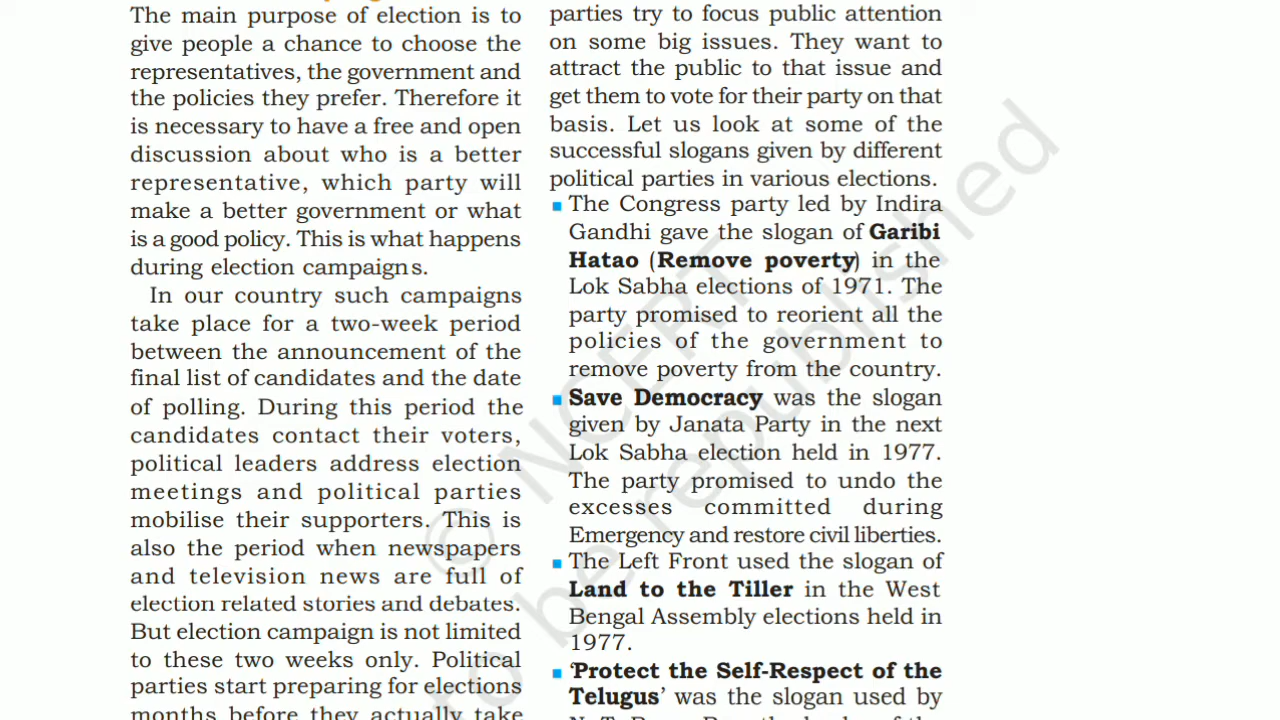 The main purpose of election is to
give people a chance to choose the
representatives, the government and
the policies they prefer. Therefore it
is necessary to have a free and open
discussion about who is a better
representative, which party will
make a better government or what
is a good policy. This is what happens
during election campaigns.
In our country such campaigns
take place for a two-week period
between the announcement of the
final list of candidates and the date
of polling. During this period the
candidates contact their voters,
political leaders address election
meetings and political parties
mobilise their supporters. This is
also the period when newspapers
and television news are full of
election related stories and debates.
But election campaign is not limited
to these two weeks only. Political
parties start preparing for elections
months before they actually take
parties try to focus public attention
on some big issues. They want to
attract the public to that issue and
get them to vote for their party on that
basis. Let us look at some of the
successful slogans given by different
political parties in various elections.
■ The Congress party led by Indira
Gandhi gave the slogan of Garibi
Hatao (Remove poverty) in the
Lok Sabha elections of 1971. The
party promised to reorient all the
policies of the government to
remove poverty from the country.
■ Save Democracy was the slogan
given by Janata Party in the next
Lok Sabha election held in 1977.
The party promised to undo the
excesses committed during
Emergency and restore civil liberties.
■ The Left Front used the slogan of
Land to the Tiller in the West
Bengal Assembly elections held in
1977.
■ ‘Protect the Self-Respect of the
Telugus’ was the slogan used by
© NCERT
to be republished